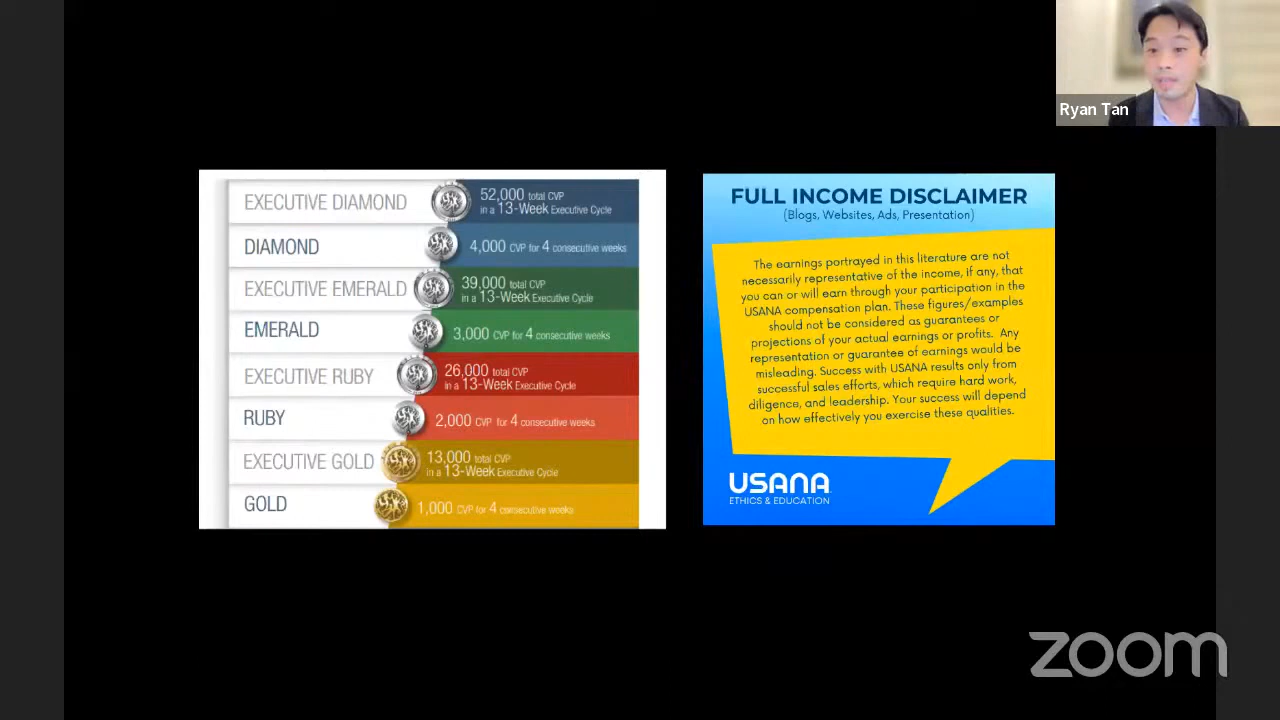 Ryan Tan
EXECUTIVE DIAMOND
52,000 total CVP
in a 13-Week Executive Cycle
DIAMOND
4,000 CVP for 4 consecutive weeks
EXECUTIVE EMERALD
39,000 total CVP
in a 13-Week Executive Cycle
EMERALD
3,000 CVP for 4 consecutive weeks
EXECUTIVE RUBY
26,000 total CVP
in a 13-Week Executive Cycle
RUBY
2,000 CVP for 4 consecutive weeks
EXECUTIVE GOLD
13,000 total CVP
in a 13-Week Executive Cycle
GOLD
1,000 CVP for 4 consecutive weeks
FULL INCOME DISCLAIMER
(Blogs, Websites, Ads, Presentation)
The earnings portrayed in this literature are not
necessarily representative of the income, if any, that
you can or will earn through your participation in the
USANA compensation plan. These figures/examples
should not be considered as guarantees or
projections of your actual earnings or profits. Any
representation or guarantee of earnings would be
misleading. Success with USANA results only from
successful sales efforts, which require hard work,
diligence, and leadership. Your success will depend
on how effectively you exercise these qualities.
USANA
ETHICS & EDUCATION
zoom